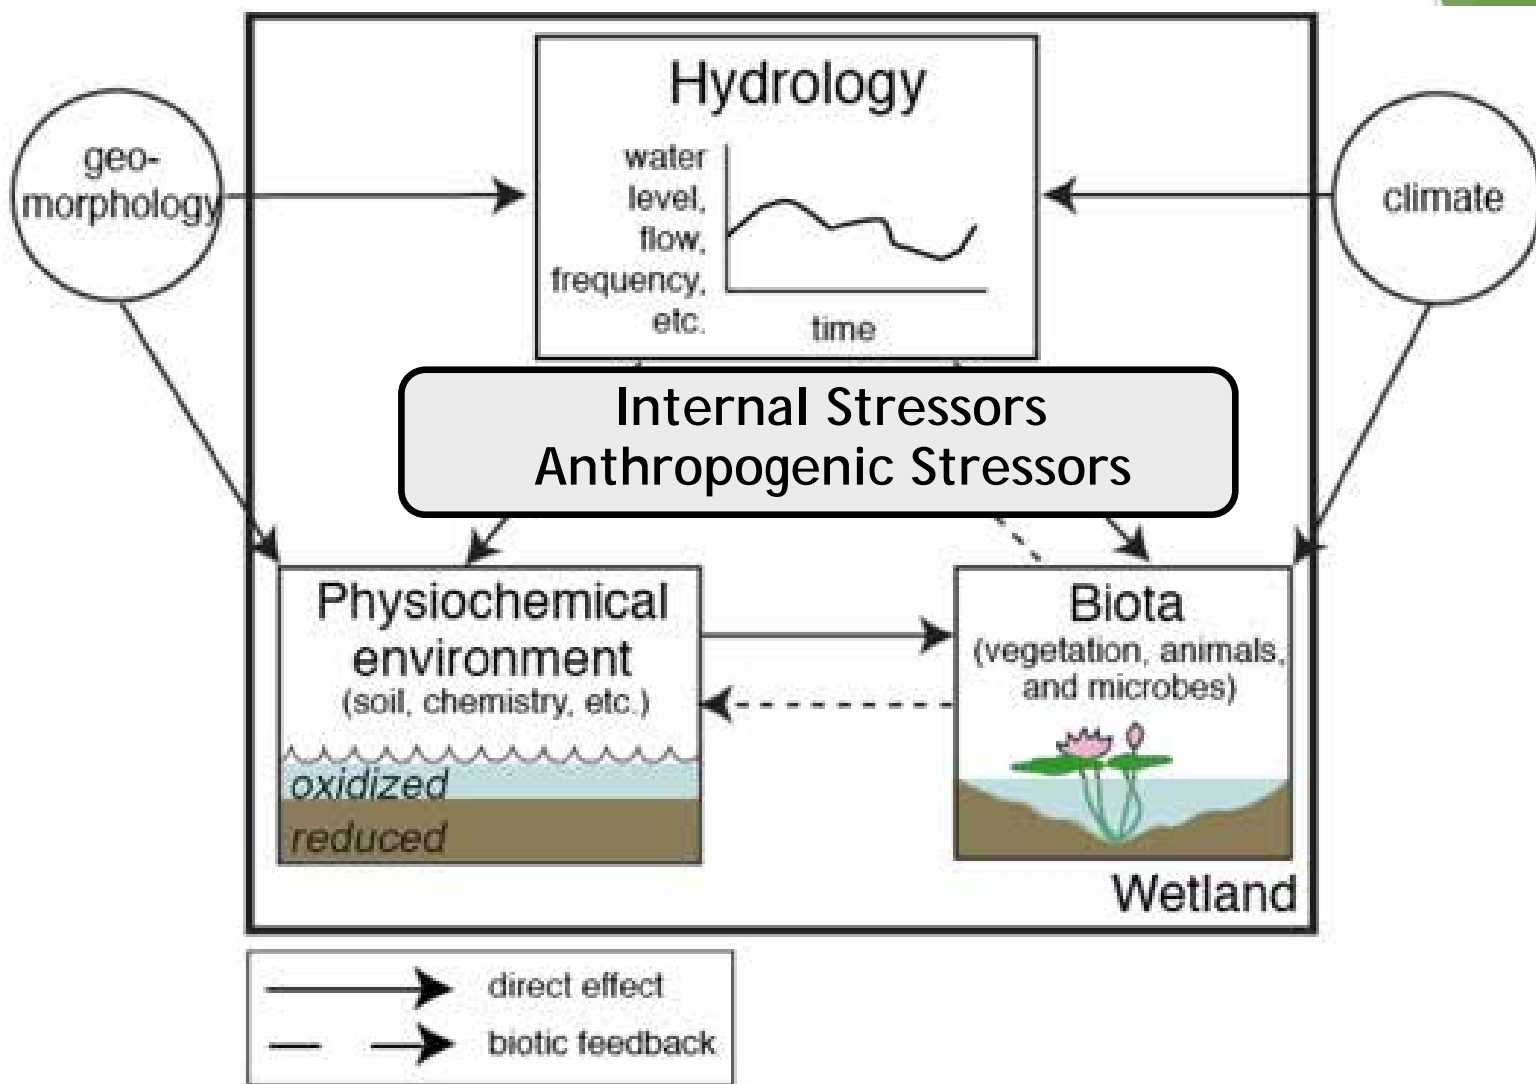 Hydrology
water
level,
flow,
frequency,
etc.
time
geo-
morphology
climate
Internal Stressors
Anthropogenic Stressors
Physiochemical
environment
(soil, chemistry, etc.)
oxidized
reduced
Biota
(vegetation, animals,
and microbes)
Wetland
direct effect
biotic feedback